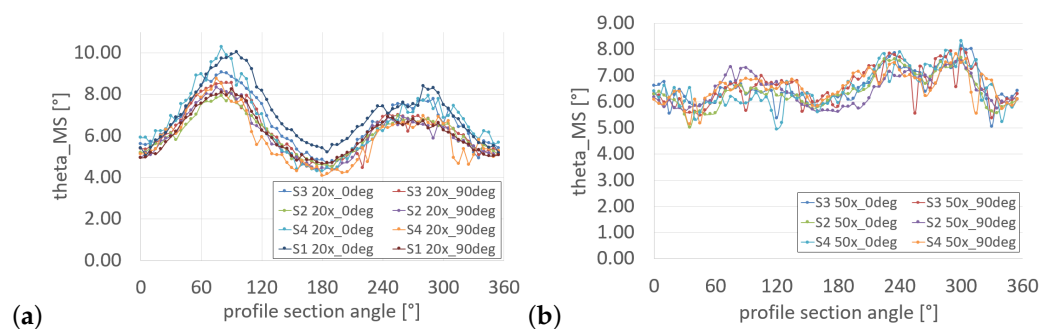 10.00
8.00
6.00
4.00
2.00
0.00
theta_MS [°]
S3 20x_0deg S3 20x_90deg
S2 20x_0deg S2 20x_90deg
S4 20x_0deg S4 20x_90deg
S1 20x_0deg S1 20x_90deg
0 60 120 180 240 300 360
profile section angle [°]
(a)
9.00
8.00
7.00
6.00
5.00
4.00
3.00
2.00
1.00
0.00
theta_MS [°]
S3 50x_0deg S3 50x_90deg
S2 50x_0deg S2 50x_90deg
S4 50x_0deg S4 50x_90deg
0 60 120 180 240 300 360
profile section angle [°]
(b)